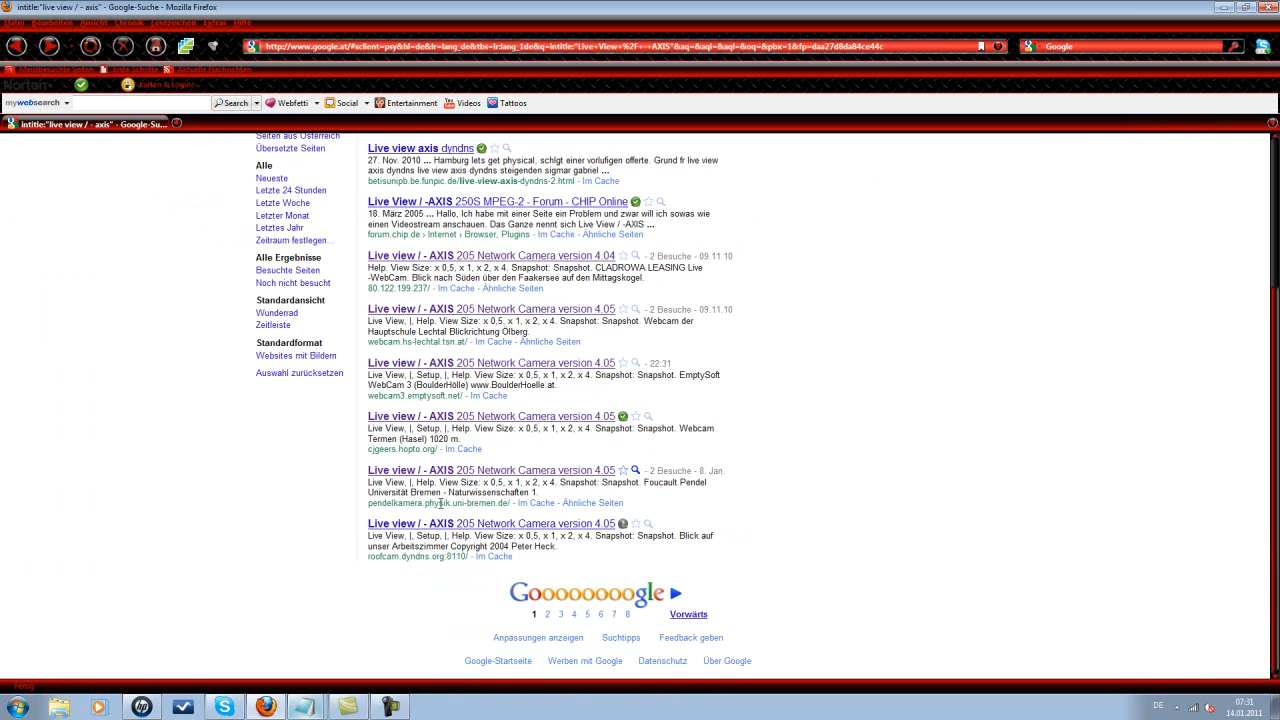 intitle:"live view / - axis" - Google-Suche - Mozilla Firefox
Datei Bearbeiten Ansicht Chronik Lesezeichen Extras Hilfe
http://www.google.at/#sclient=psy&hl=de&lr=lang_de&tbs=lr:lang_1de&q=intitle:"Live+View+%2F+-+AXIS"&aq=&aqi=&aql=&oq=&pbx=1&fp=daa27d8da84ce44c
Google
Meistbesuchte Seiten Erste Schritte Aktuelle Nachrichten
Norton Karten & Logins
mywebsearch Search Webfetti Social Entertainment Videos Tattoos
intitle:"live view / - axis" - Google-Su...
Seiten aus Österreich
Übersetzte Seiten
Alle
Neueste
Letzte 24 Stunden
Letzte Woche
Letzter Monat
Letztes Jahr
Zeitraum festlegen...
Alle Ergebnisse
Besuchte Seiten
Noch nicht besucht
Standardansicht
Wunderrad
Zeitleiste
Standardformat
Websites mit Bildern
Auswahl zurücksetzen
Live view axis dyndns
27. Nov. 2010 ... Hamburg lets get physical, schlgt einer vorlufigen offerte. Grund fr live view
axis dyndns live view axis dyndns steigenden sigmar gabriel ...
betisunipb.be.funpic.de/live-view-axis-dyndns-2.html - Im Cache
Live View / -AXIS 250S MPEG-2 - Forum - CHIP Online
18. März 2005 ... Hallo, Ich habe mit einer Seite ein Problem und zwar will ich sowas wie
einen Videostream anschauen. Das Ganze nennt sich Live View / -AXIS ...
forum.chip.de › Internet › Browser, Plugins - Im Cache - Ähnliche Seiten
Live view / - AXIS 205 Network Camera version 4.04 - 2 Besuche - 09.11.10
Help. View Size: x 0,5, x 1, x 2, x 4. Snapshot: Snapshot. CLADROWA LEASING Live
-WebCam. Blick nach Süden über den Faakersee auf den Mittagskogel.
80.122.199.237/ - Im Cache - Ähnliche Seiten
Live view / - AXIS 205 Network Camera version 4.05 - 2 Besuche - 09.11.10
Live View, |, Help. View Size: x 0,5, x 1, x 2, x 4. Snapshot: Snapshot. Webcam der
Hauptschule Lechtal Blickrichtung Ölberg.
webcam.hs-lechtal.tsn.at/ - Im Cache - Ähnliche Seiten
Live view / - AXIS 205 Network Camera version 4.05 - 22:31
Live View, |, Setup, |, Help. View Size: x 0,5, x 1, x 2, x 4. Snapshot: Snapshot. EmptySoft
WebCam 3 (BoulderHölle) www.BoulderHoelle.at.
webcam3.emptysoft.net/ - Im Cache
Live view / - AXIS 205 Network Camera version 4.05
Live View, |, Setup, |, Help. View Size: x 0,5, x 1, x 2, x 4. Snapshot: Snapshot. Webcam
Termen (Hasel) 1020 m.
cjgeers.hopto.org/ - Im Cache
Live view / - AXIS 205 Network Camera version 4.05 - 2 Besuche - 8. Jan.
Live View, |, Setup, |, Help. View Size: x 0,5, x 1, x 2, x 4. Snapshot: Snapshot. Foucault Pendel
Universität Bremen - Naturwissenschaften 1.
pendelkamera.physik.uni-bremen.de/ - Im Cache - Ähnliche Seiten
Live view / - AXIS 205 Network Camera version 4.05
Live View, |, Setup, |, Help. View Size: x 0,5, x 1, x 2, x 4. Snapshot: Snapshot. Blick auf
unser Arbeitszimmer Copyright 2004 Peter Heck.
roofcam.dyndns.org:8110/ - Im Cache
Goooooooogle
1 2 3 4 5 6 7 8 Vorwärts
Anpassungen anzeigen Suchtipps Feedback geben
Google-Startseite Werben mit Google Datenschutz Über Google
Fertig
DE 07:31
14.01.2011